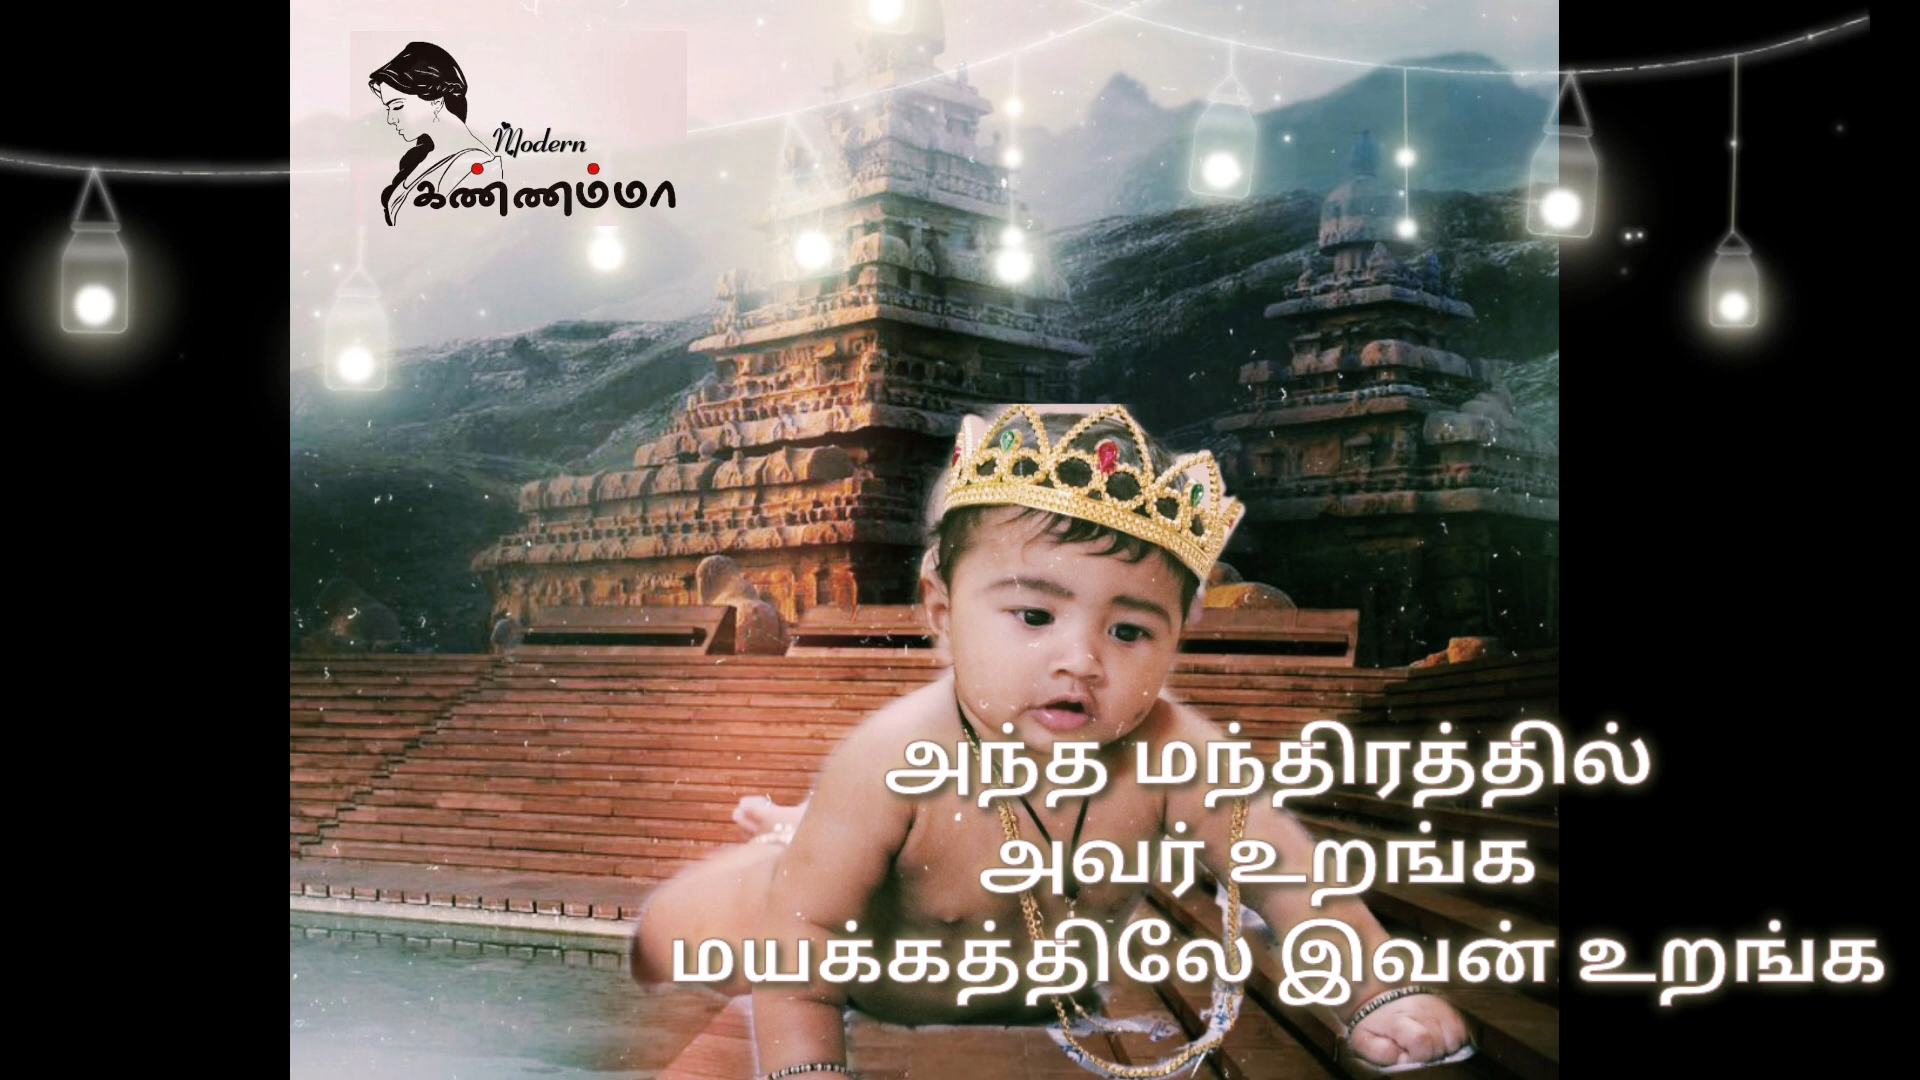 Modern
கண்ணம்மா
அந்த மந்திரத்தில்
அவர் உறங்க
மயக்கத்திலே இவன் உறங்க